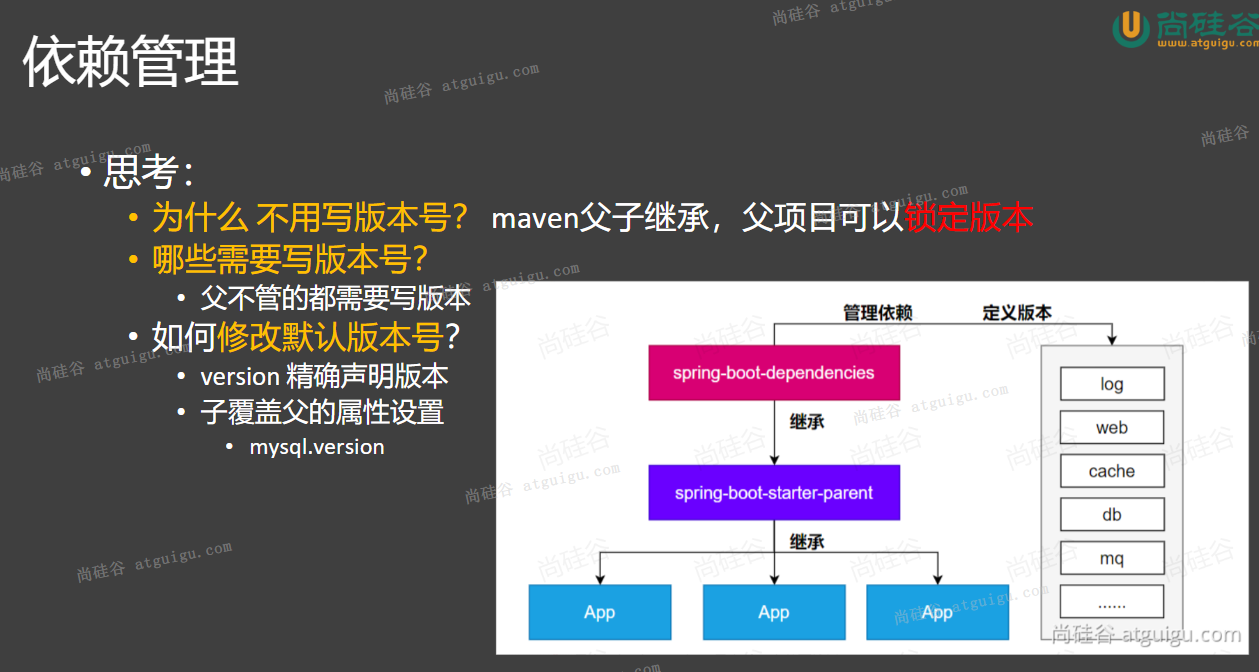 尚硅谷
www.atguigu.com
依赖管理
• 思考：
• 为什么 不用写版本号？ maven父子继承，父项目可以锁定版本
• 哪些需要写版本号？
• 父不管的都需要写版本
• 如何修改默认版本号？
• version 精确声明版本
• 子覆盖父的属性设置
• mysql.version
管理依赖
定义版本
spring-boot-dependencies
继承
spring-boot-starter-parent
继承
App
App
App
log
web
cache
db
mq
......
尚硅谷 atguigu.com